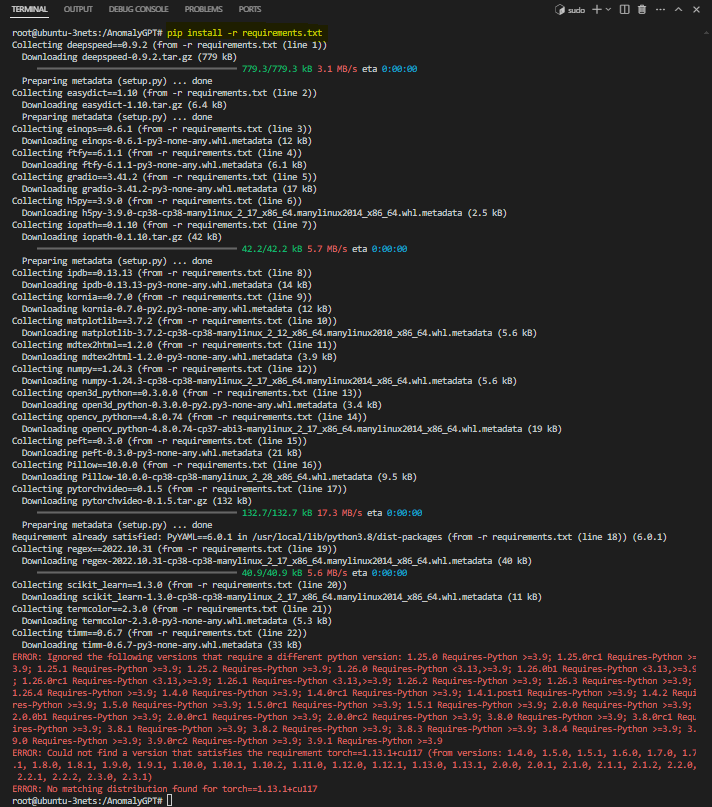 TERMINAL OUTPUT DEBUG CONSOLE PROBLEMS PORTS sudo
root@ubuntu-3nets:/AnomalyGPT# pip install -r requirements.txt
Collecting deepspeed==0.9.2 (from -r requirements.txt (line 1))
Downloading deepspeed-0.9.2.tar.gz (779 kB)
779.3/779.3 kB 3.1 MB/s eta 0:00:00
Preparing metadata (setup.py) ... done
Collecting easydict==1.10 (from -r requirements.txt (line 2))
Downloading easydict-1.10.tar.gz (6.4 kB)
Preparing metadata (setup.py) ... done
Collecting einops==0.6.1 (from -r requirements.txt (line 3))
Downloading einops-0.6.1-py3-none-any.whl.metadata (12 kB)
Collecting ftfy==6.1.1 (from -r requirements.txt (line 4))
Downloading ftfy-6.1.1-py3-none-any.whl.metadata (6.1 kB)
Collecting gradio==3.41.2 (from -r requirements.txt (line 5))
Downloading gradio-3.41.2-py3-none-any.whl.metadata (17 kB)
Collecting h5py==3.9.0 (from -r requirements.txt (line 6))
Downloading h5py-3.9.0-cp38-cp38-manylinux_2_17_x86_64.manylinux2014_x86_64.whl.metadata (2.5 kB)
Collecting iopath==0.1.10 (from -r requirements.txt (line 7))
Downloading iopath-0.1.10.tar.gz (42 kB)
42.2/42.2 kB 5.7 MB/s eta 0:00:00
Preparing metadata (setup.py) ... done
Collecting ipdb==0.13.13 (from -r requirements.txt (line 8))
Downloading ipdb-0.13.13-py3-none-any.whl.metadata (14 kB)
Collecting kornia==0.7.0 (from -r requirements.txt (line 9))
Downloading kornia-0.7.0-py2.py3-none-any.whl.metadata (12 kB)
Collecting matplotlib==3.7.2 (from -r requirements.txt (line 10))
Downloading matplotlib-3.7.2-cp38-cp38-manylinux_2_12_x86_64.manylinux2010_x86_64.whl.metadata (5.6 kB)
Collecting mdtex2html==1.2.0 (from -r requirements.txt (line 11))
Downloading mdtex2html-1.2.0-py3-none-any.whl.metadata (3.9 kB)
Collecting numpy==1.24.3 (from -r requirements.txt (line 12))
Downloading numpy-1.24.3-cp38-cp38-manylinux_2_17_x86_64.manylinux2014_x86_64.whl.metadata (5.6 kB)
Collecting open3d_python==0.3.0.0 (from -r requirements.txt (line 13))
Downloading open3d_python-0.3.0.0-py2.py3-none-any.whl.metadata (3.4 kB)
Collecting opencv_python==4.8.0.74 (from -r requirements.txt (line 14))
Downloading opencv_python-4.8.0.74-cp37-abi3-manylinux_2_17_x86_64.manylinux2014_x86_64.whl.metadata (19 kB)
Collecting peft==0.3.0 (from -r requirements.txt (line 15))
Downloading peft-0.3.0-py3-none-any.whl.metadata (21 kB)
Collecting Pillow==10.0.0 (from -r requirements.txt (line 16))
Downloading Pillow-10.0.0-cp38-cp38-manylinux_2_28_x86_64.whl.metadata (9.5 kB)
Collecting pytorchvideo==0.1.5 (from -r requirements.txt (line 17))
Downloading pytorchvideo-0.1.5.tar.gz (132 kB)
132.7/132.7 kB 17.3 MB/s eta 0:00:00
Preparing metadata (setup.py) ... done
Requirement already satisfied: PyYAML==6.0.1 in /usr/local/lib/python3.8/dist-packages (from -r requirements.txt (line 18)) (6.0.1)
Collecting regex==2022.10.31 (from -r requirements.txt (line 19))
Downloading regex-2022.10.31-cp38-cp38-manylinux_2_17_x86_64.manylinux2014_x86_64.whl.metadata (40 kB)
40.9/40.9 kB 5.6 MB/s eta 0:00:00
Collecting scikit_learn==1.3.0 (from -r requirements.txt (line 20))
Downloading scikit_learn-1.3.0-cp38-cp38-manylinux_2_17_x86_64.manylinux2014_x86_64.whl.metadata (11 kB)
Collecting termcolor==2.3.0 (from -r requirements.txt (line 21))
Downloading termcolor-2.3.0-py3-none-any.whl.metadata (5.3 kB)
Collecting timm==0.6.7 (from -r requirements.txt (line 22))
Downloading timm-0.6.7-py3-none-any.whl.metadata (33 kB)
ERROR: Ignored the following versions that require a different python version: 1.25.0 Requires-Python >=3.9; 1.25.0rc1 Requires-Python >=
3.9; 1.25.1 Requires-Python >=3.9; 1.25.2 Requires-Python >=3.9; 1.26.0 Requires-Python <3.13,>=3.9; 1.26.0b1 Requires-Python <3.13,>=3.9
; 1.26.0rc1 Requires-Python <3.13,>=3.9; 1.26.1 Requires-Python <3.13,>=3.9; 1.26.2 Requires-Python >=3.9; 1.26.3 Requires-Python >=3.9;
1.26.4 Requires-Python >=3.9; 1.4.0 Requires-Python >=3.9; 1.4.0rc1 Requires-Python >=3.9; 1.4.1.post1 Requires-Python >=3.9; 1.4.2 Requi
res-Python >=3.9; 1.5.0 Requires-Python >=3.9; 1.5.0rc1 Requires-Python >=3.9; 1.5.1 Requires-Python >=3.9; 2.0.0 Requires-Python >=3.9;
2.0.0b1 Requires-Python >=3.9; 2.0.0rc1 Requires-Python >=3.9; 2.0.0rc2 Requires-Python >=3.9; 3.8.0 Requires-Python >=3.9; 3.8.0rc1 Requ
ires-Python >=3.9; 3.8.1 Requires-Python >=3.9; 3.8.2 Requires-Python >=3.9; 3.8.3 Requires-Python >=3.9; 3.8.4 Requires-Python >=3.9; 3.
9.0 Requires-Python >=3.9; 3.9.0rc2 Requires-Python >=3.9; 3.9.1 Requires-Python >=3.9
ERROR: Could not find a version that satisfies the requirement torch==1.13.1+cu117 (from versions: 1.4.0, 1.5.0, 1.5.1, 1.6.0, 1.7.0, 1.7
.1, 1.8.0, 1.8.1, 1.9.0, 1.9.1, 1.10.0, 1.10.1, 1.10.2, 1.11.0, 1.12.0, 1.12.1, 1.13.0, 1.13.1, 2.0.0, 2.0.1, 2.1.0, 2.1.1, 2.1.2, 2.2.0,
2.2.1, 2.2.2, 2.3.0, 2.3.1)
ERROR: No matching distribution found for torch==1.13.1+cu117
root@ubuntu-3nets:/AnomalyGPT#